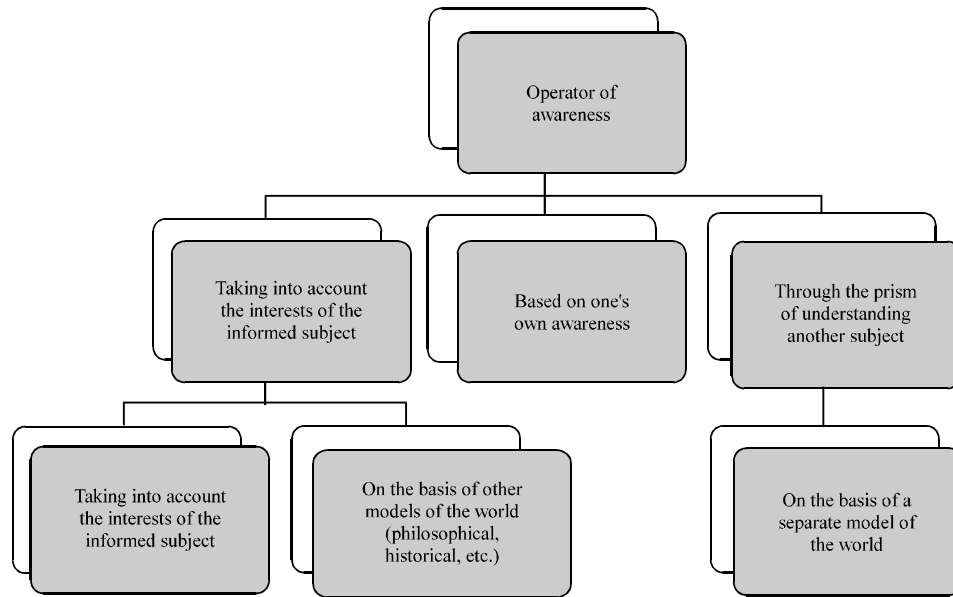 Operator of
awareness
Taking into account
the interests of the
informed subject
Based on one's
own awareness
Through the prism
of understanding
another subject
Taking into account
the interests of the
informed subject
On the basis of other
models of the world
(philosophical,
historical, etc.)
On the basis of a
separate model of
the world